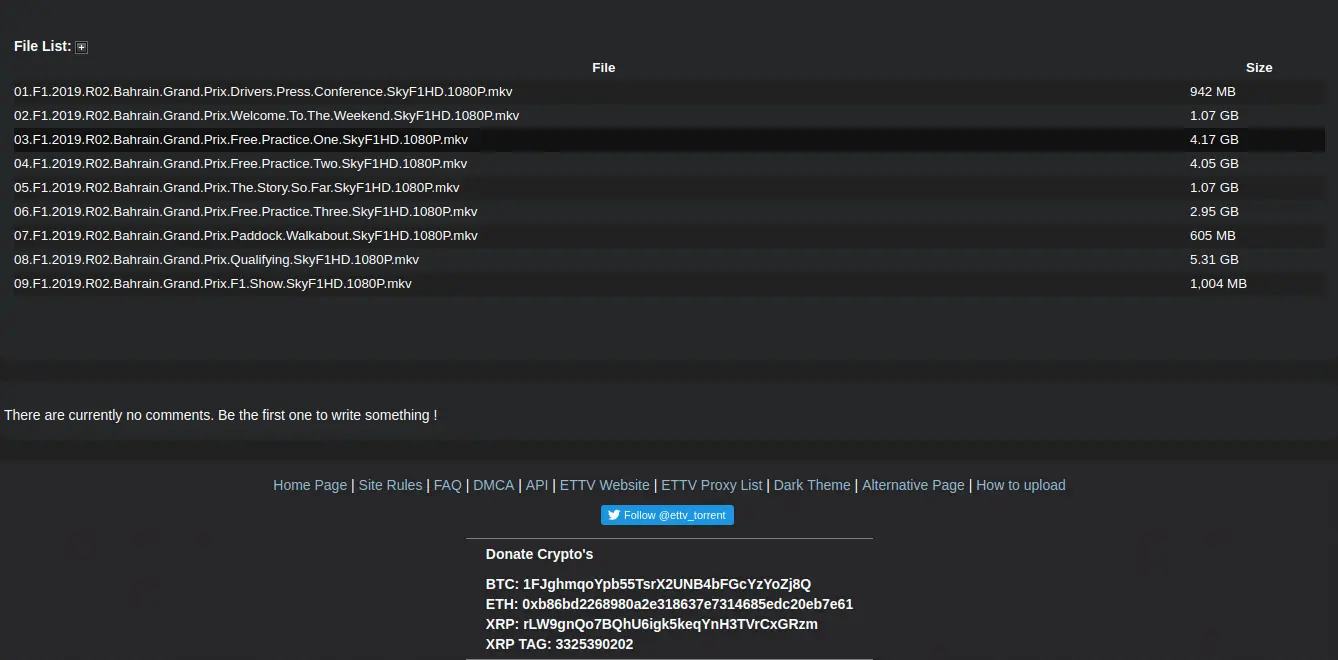 File List:
File Size
01.F1.2019.R02.Bahrain.Grand.Prix.Drivers.Press.Conference.SkyF1HD.1080P.mkv 942 MB
02.F1.2019.R02.Bahrain.Grand.Prix.Welcome.To.The.Weekend.SkyF1HD.1080P.mkv 1.07 GB
03.F1.2019.R02.Bahrain.Grand.Prix.Free.Practice.One.SkyF1HD.1080P.mkv 4.17 GB
04.F1.2019.R02.Bahrain.Grand.Prix.Free.Practice.Two.SkyF1HD.1080P.mkv 4.05 GB
05.F1.2019.R02.Bahrain.Grand.Prix.The.Story.So.Far.SkyF1HD.1080P.mkv 1.07 GB
06.F1.2019.R02.Bahrain.Grand.Prix.Free.Practice.Three.SkyF1HD.1080P.mkv 2.95 GB
07.F1.2019.R02.Bahrain.Grand.Prix.Paddock.Walkabout.SkyF1HD.1080P.mkv 605 MB
08.F1.2019.R02.Bahrain.Grand.Prix.Qualifying.SkyF1HD.1080P.mkv 5.31 GB
09.F1.2019.R02.Bahrain.Grand.Prix.F1.Show.SkyF1HD.1080P.mkv 1,004 MB
There are currently no comments. Be the first one to write something !
Home Page | Site Rules | FAQ | DMCA | API | ETTV Website | ETTV Proxy List | Dark Theme | Alternative Page | How to upload
Follow @ettv_torrent
Donate Crypto's
BTC: 1FJghmqoYpb55TsrX2UNB4bFGcYzYoZj8Q
ETH: 0xb86bd2268980a2e318637e7314685edc20eb7e61
XRP: rLW9gnQo7BQhU6igk5keqYnH3TVrCxGRzm
XRP TAG: 3325390202